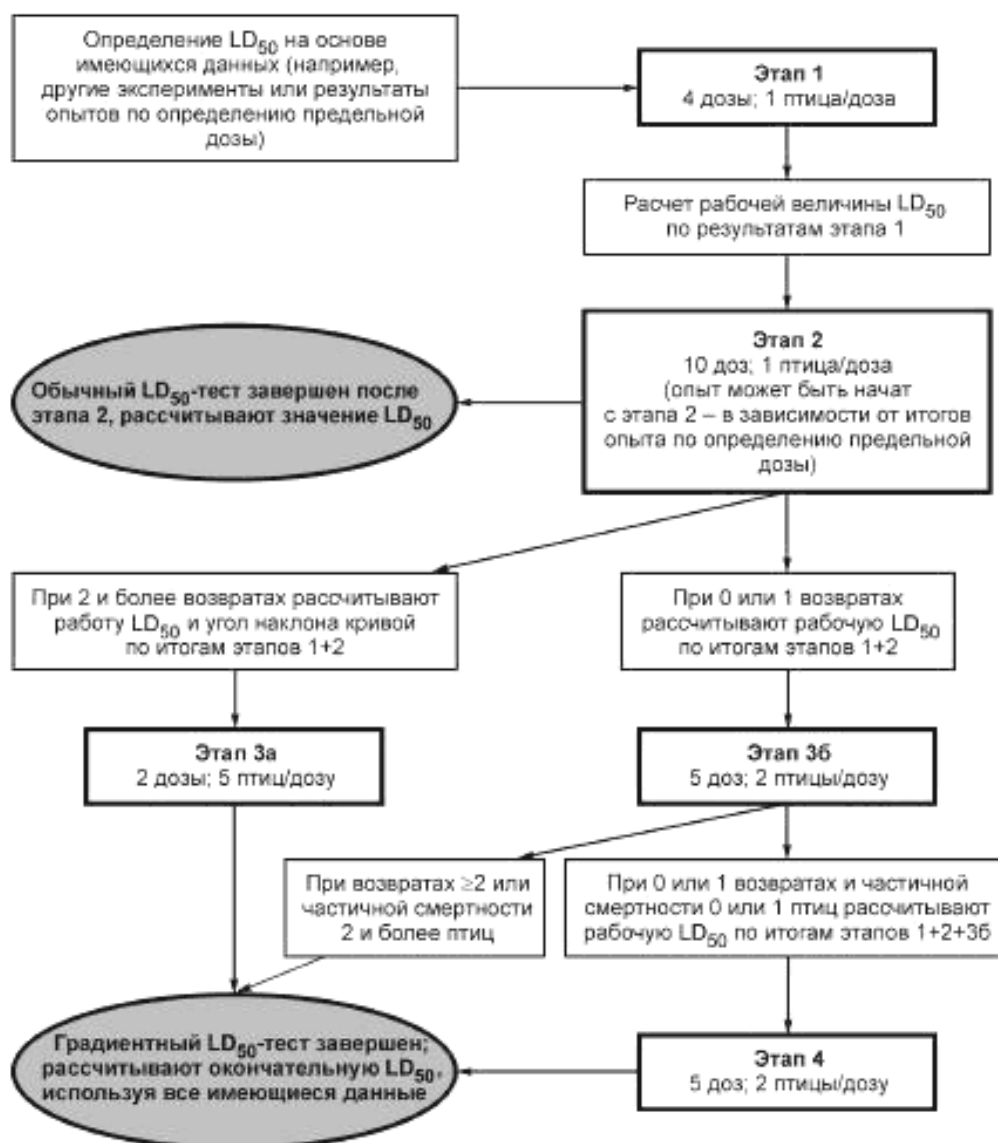 Определение LD50 на основе
имеющихся данных (например,
другие эксперименты или результаты
опытов по определению предельной
дозы)
Этап 1
4 дозы; 1 птица/доза
Расчет рабочей величины LD50
по результатам этапа 1
Этап 2
10 доз; 1 птица/доза
(опыт может быть начат
с этапа 2 – в зависимости от итогов
опыта по определению предельной
дозы)
Обычный LD50-тест завершен после
этапа 2, рассчитывают значение LD50
При 2 и более возвратах рассчитывают
работу LD50 и угол наклона кривой
по итогам этапов 1+2
При 0 или 1 возвратах
рассчитывают рабочую LD50
по итогам этапов 1+2
Этап 3а
2 дозы; 5 птиц/дозу
Этап 3б
5 доз; 2 птицы/дозу
При возвратах ≥2 или
частичной смертности
2 и более птиц
При 0 или 1 возвратах и частичной
смертности 0 или 1 птиц рассчитывают
рабочую LD50 по итогам этапов 1+2+3б
Градиентный LD50-тест завершен;
рассчитывают окончательную LD50,
используя все имеющиеся данные
Этап 4
5 доз; 2 птицы/дозу